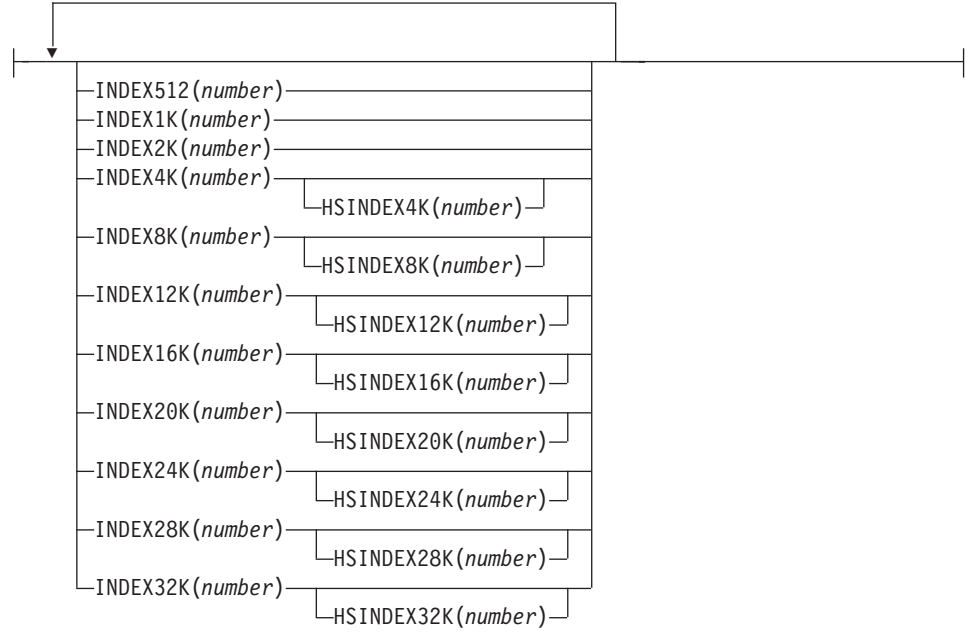 INDEX512(number)
INDEX1K(number)
INDEX2K(number)
INDEX4K(number)
HSINDEX4K(number)
INDEX8K(number)
HSINDEX8K(number)
INDEX12K(number)
HSINDEX12K(number)
INDEX16K(number)
HSINDEX16K(number)
INDEX20K(number)
HSINDEX20K(number)
INDEX24K(number)
HSINDEX24K(number)
INDEX28K(number)
HSINDEX28K(number)
INDEX32K(number)
HSINDEX32K(number)